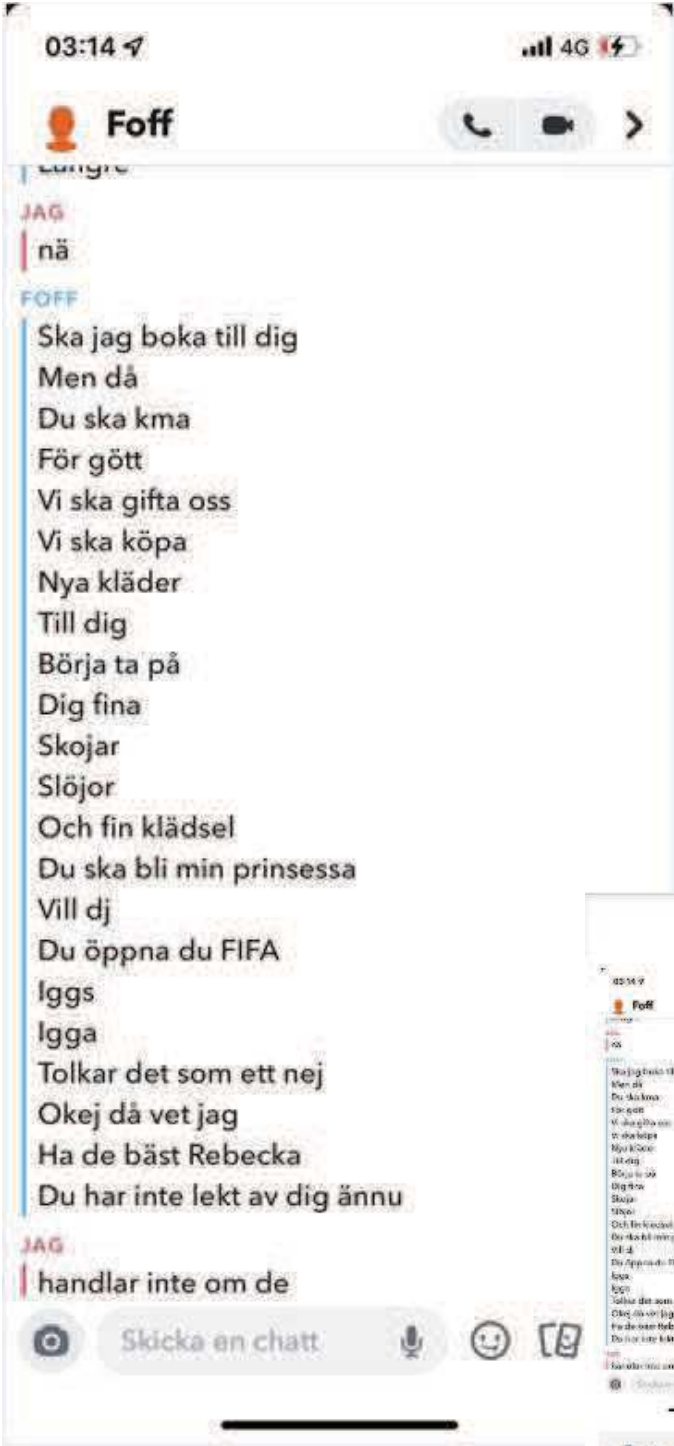 03:14
4G
Foff
JAG
nä
FOFF
Ska jag boka till dig
Men då
Du ska kma
För gött
Vi ska gifta oss
Vi ska köpa
Nya kläder
Till dig
Börja ta på
Dig fina
Skojar
Slöjor
Och fin klädsel
Du ska bli min prinsessa
Vill dj
Du öppna du FIFA
Iggs
Igga
Tolkar det som ett nej
Okej då vet jag
Ha de bäst Rebecka
Du har inte lekt av dig ännu
JAG
handlar inte om de
Skicka en chatt
03:14
Foff